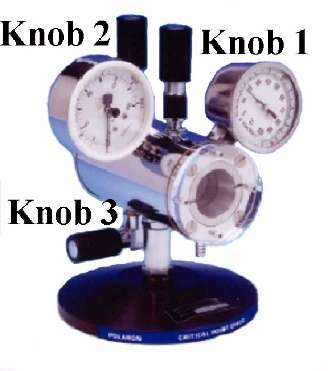 Knob 2
Knob 1
Knob 3
POLARON
CRITICAL POINT DRYER